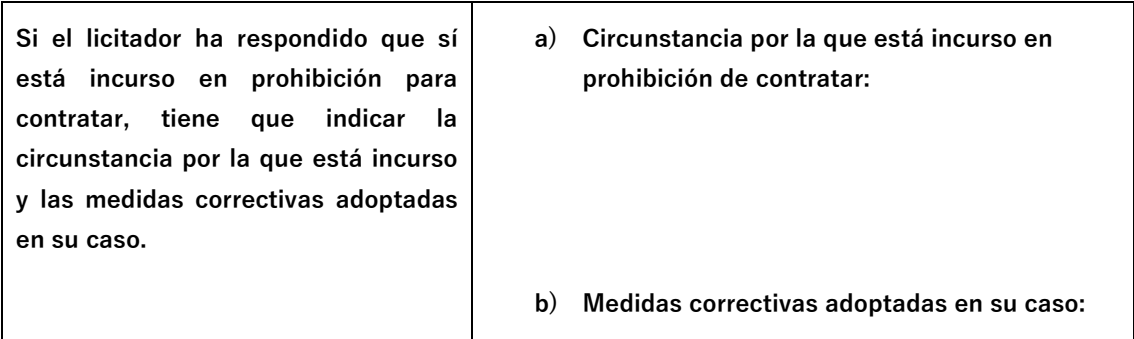 Si el licitador ha respondido que sí
está incurso en prohibición para
contratar, tiene que indicar la
circunstancia por la que está incurso
y las medidas correctivas adoptadas
en su caso.
a) Circunstancia por la que está incurso en
prohibición de contratar:
b) Medidas correctivas adoptadas en su caso: